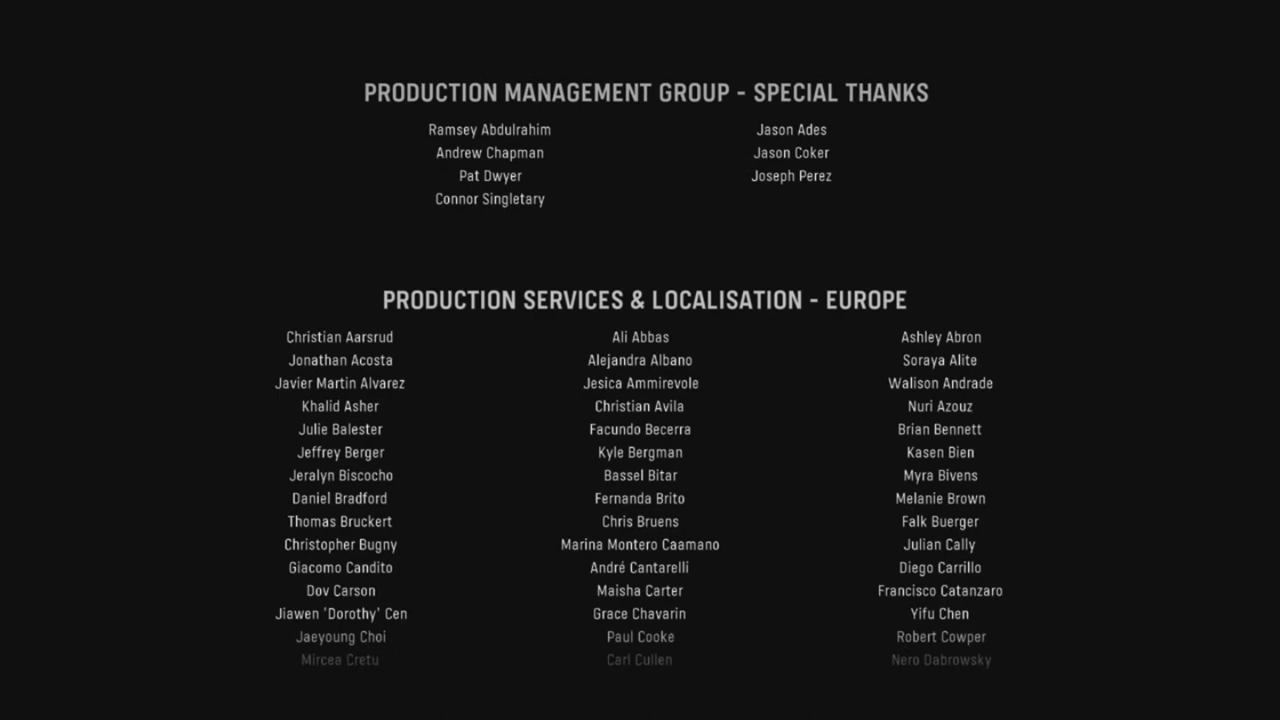 PRODUCTION MANAGEMENT GROUP - SPECIAL THANKS
Ramsey Abdulrahim Jason Ades
Andrew Chapman Jason Coker
Pat Dwyer Joseph Perez
Connor Singletary
PRODUCTION SERVICES & LOCALISATION - EUROPE
Christian Aarsrud Ali Abbas Ashley Abron
Jonathan Acosta Alejandra Albano Soraya Alite
Javier Martin Alvarez Jesica Ammirevole Walison Andrade
Khalid Asher Christian Avila Nuri Azouz
Julie Balester Facundo Becerra Brian Bennett
Jeffrey Berger Kyle Bergman Kasen Bien
Jeralyn Biscocho Bassel Bitar Myra Bivens
Daniel Bradford Fernanda Brito Melanie Brown
Thomas Bruckert Chris Bruens Falk Buerger
Christopher Bugny Marina Montero Caamano Julian Cally
Giacomo Candito André Cantarelli Diego Carrillo
Dov Carson Maisha Carter Francisco Catanzaro
Jiawen 'Dorothy' Cen Grace Chavarin Yifu Chen
Jaeyoung Choi Paul Cooke Robert Cowper
Mircea Cretu Carl Cullen Nero Dabrowsky